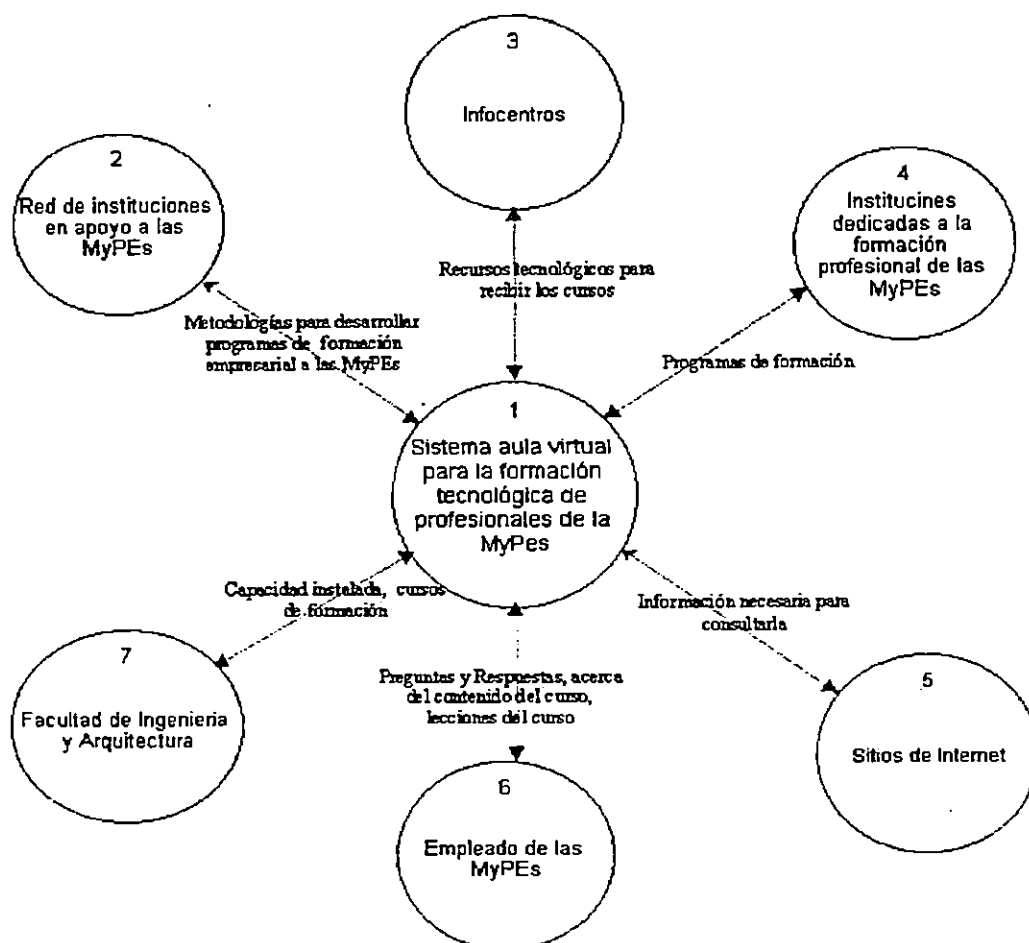 3
Infocentros
2
Red de instituciones
en apoyo a las
MyPEs
4
Institucines
dedicadas a la
formación
profesional de las
MyPEs
Recursos tecnológicos para
recibir los cursos
Metodologías para desarrollar
programas de formación
empresarial a las MyPEs
Programas de formación
1
Sistema aula virtual
para la formación
tecnológica de
profesionales de la
MyPes
Capacidad instalada, cursos
de formación
Información necesaria para
consultarla
7
Facultad de Ingenieria
y Arquitectura
Preguntas y Respuestas, acerca
del contenido del curso,
lecciones del curso
5
Sitios de Internet
6
Empleado de las
MyPEs